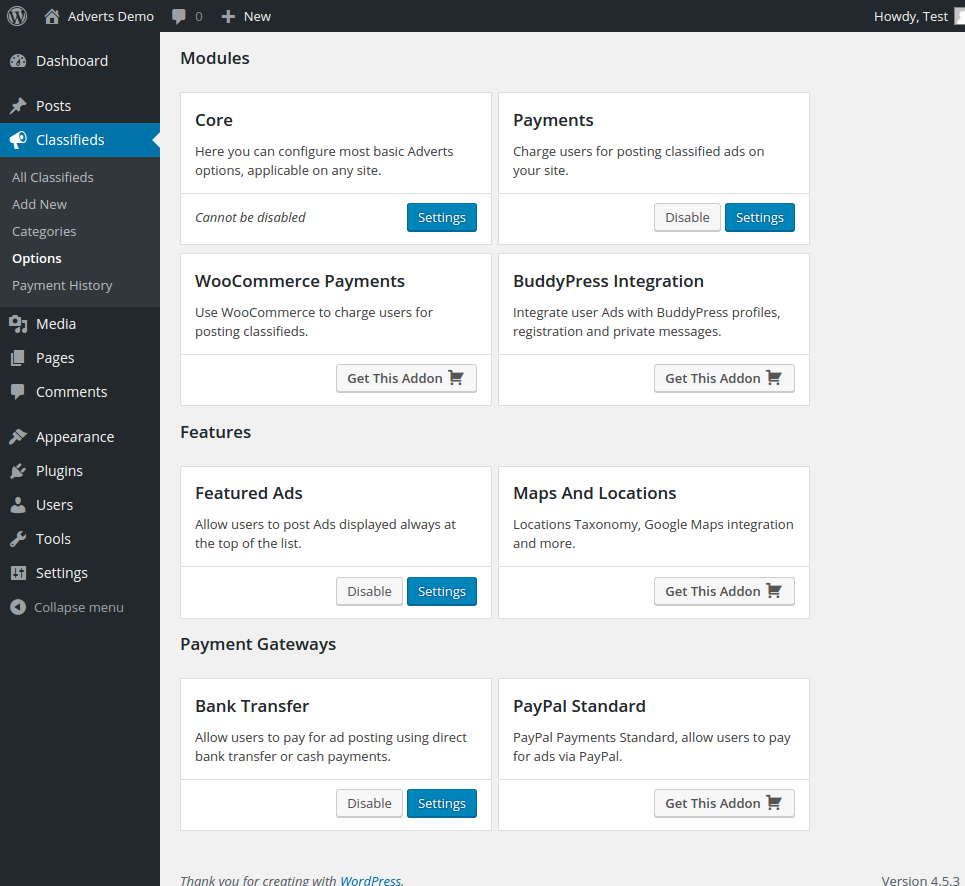 Adverts Demo
0
New
Howdy, Test
Dashboard
Posts
Classifieds
All Classifieds
Add New
Categories
Options
Payment History
Media
Pages
Comments
Appearance
Plugins
Users
Tools
Settings
Collapse menu
Modules
Core
Here you can configure most basic Adverts
options, applicable on any site.
Cannot be disabled
Settings
Payments
Charge users for posting classified ads on
your site.
Disable
Settings
WooCommerce Payments
Use WooCommerce to charge users for
posting classifieds.
Get This Addon
BuddyPress Integration
Integrate user Ads with BuddyPress profiles,
registration and private messages.
Get This Addon
Features
Featured Ads
Allow users to post Ads displayed always at
the top of the list.
Disable
Settings
Maps And Locations
Locations Taxonomy, Google Maps integration
and more.
Get This Addon
Payment Gateways
Bank Transfer
Allow users to pay for ad posting using direct
bank transfer or cash payments.
Disable
Settings
PayPal Standard
PayPal Payments Standard, allow users to pay
for ads via PayPal.
Get This Addon
Thank you for creating with WordPress.
Version 4.5.3